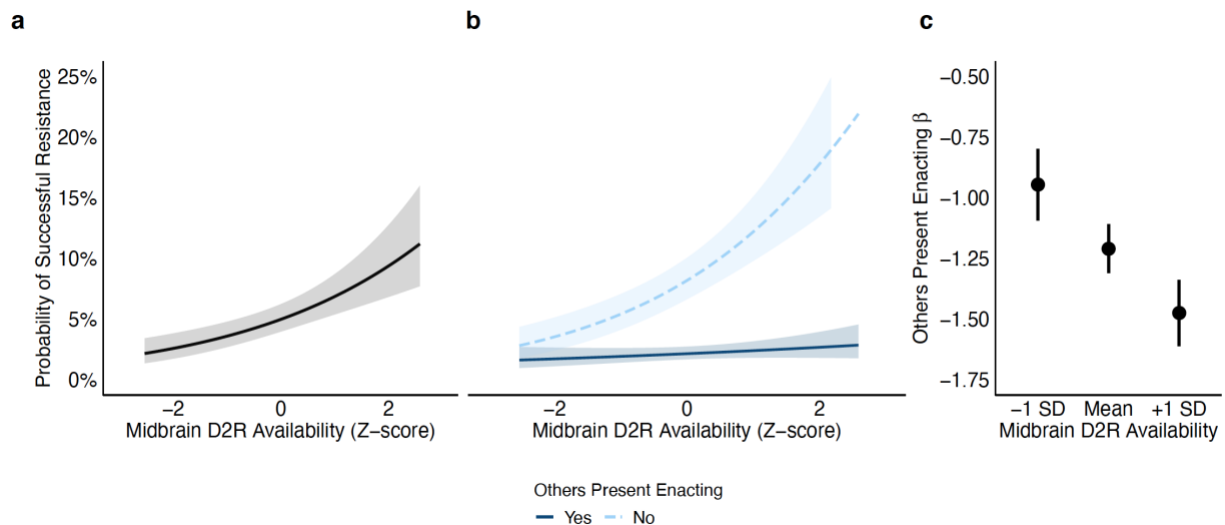 a
b
c
Probability of Successful Resistance
25%
20%
15%
10%
5%
0%
−2
0
2
Midbrain D2R Availability (Z−score)
−2
0
2
Midbrain D2R Availability (Z−score)
Others Present Enacting
Yes
No
Others Present Enacting β
−0.50
−0.75
−1.00
−1.25
−1.50
−1.75
−1 SD
Mean
+1 SD
Midbrain D2R Availability